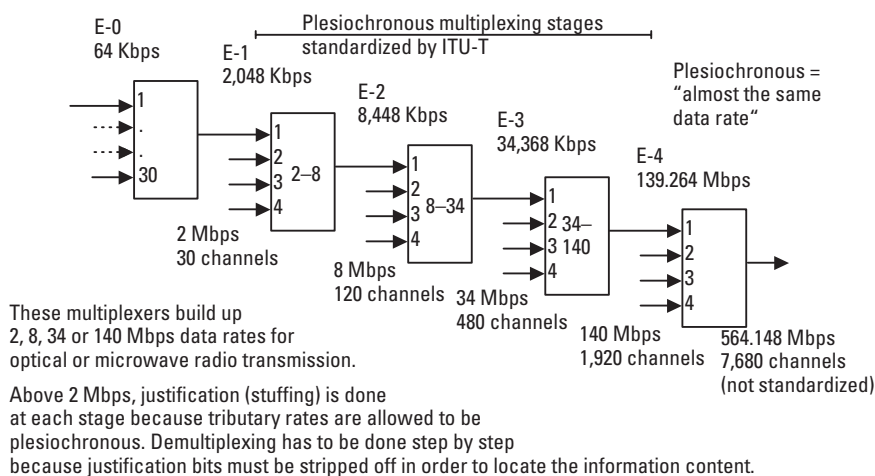 Plesiochronous multiplexing stages
standardized by ITU-T
E-0
64 Kbps
E-1
2,048 Kbps
E-2
8,448 Kbps
E-3
34,368 Kbps
E-4
139.264 Mbps
Plesiochronous =
“almost the same
data rate“
1
.
.
30
1
2
3
4
2–8
1
2
3
4
8–34
1
2
3
4
34–
140
1
2
3
4
2 Mbps
30 channels
8 Mbps
120 channels
34 Mbps
480 channels
140 Mbps
1,920 channels
564.148 Mbps
7,680 channels
(not standardized)
These multiplexers build up
2, 8, 34 or 140 Mbps data rates for
optical or microwave radio transmission.
Above 2 Mbps, justification (stuffing) is done
at each stage because tributary rates are allowed to be
plesiochronous. Demultiplexing has to be done step by step
because justification bits must be stripped off in order to locate the information content.